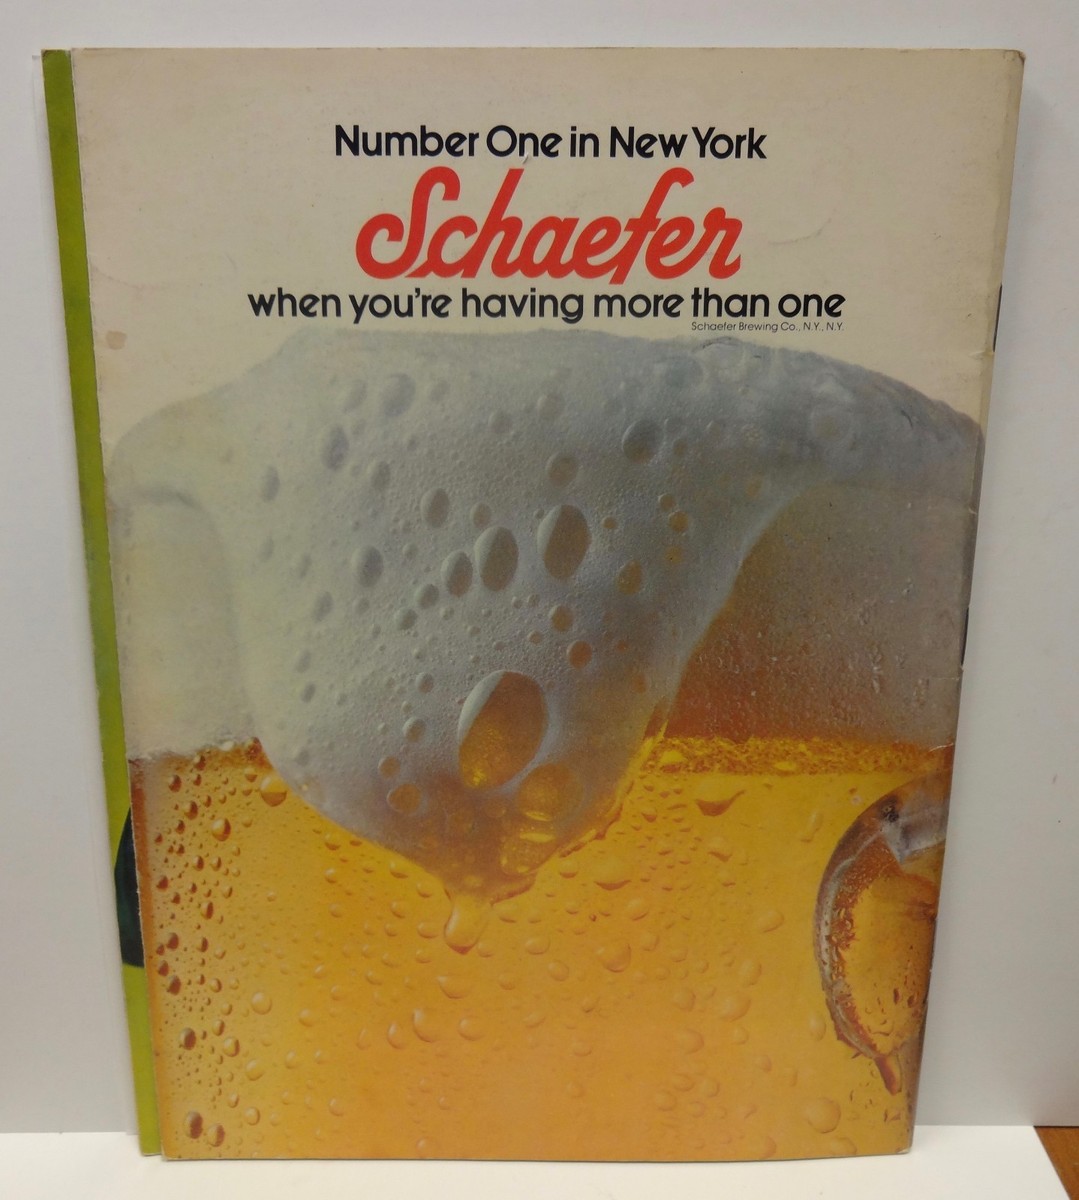 Number One in New York
Schaefer
when you're having more than one
Schaefer Brewing Co., N.Y., N.Y.